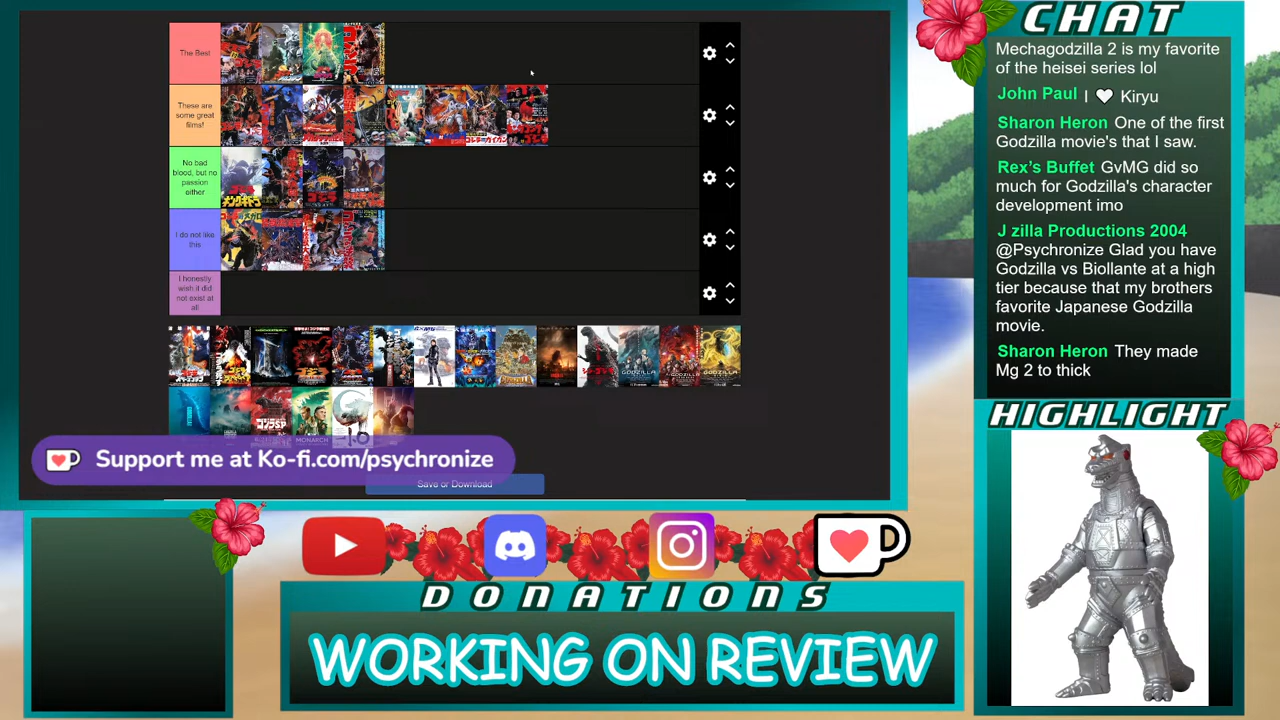 The Best
These are
some great
films!
No bad
blood, but no
passion
either
I do not like
this
I honestly
wish it did
not exist at
all
GODZILLA
GODZILLA
MONARCH
Support me at Ko-fi.com/psychronize
Save or Download
CHAT
Mechagodzilla 2 is my favorite
of the heisei series lol
John Paul I 🤍 Kiryu
Sharon Heron One of the first
Godzilla movie's that I saw.
Rex's Buffet GvMG did so
much for Godzilla's character
development imo
J zilla Productions 2004
@Psychronize Glad you have
Godzilla vs Biollante at a high
tier because that my brothers
favorite Japanese Godzilla
movie.
Sharon Heron They made
Mg 2 to thick
HIGHLIGHT
DONATIONS
WORKING ON REVIEW